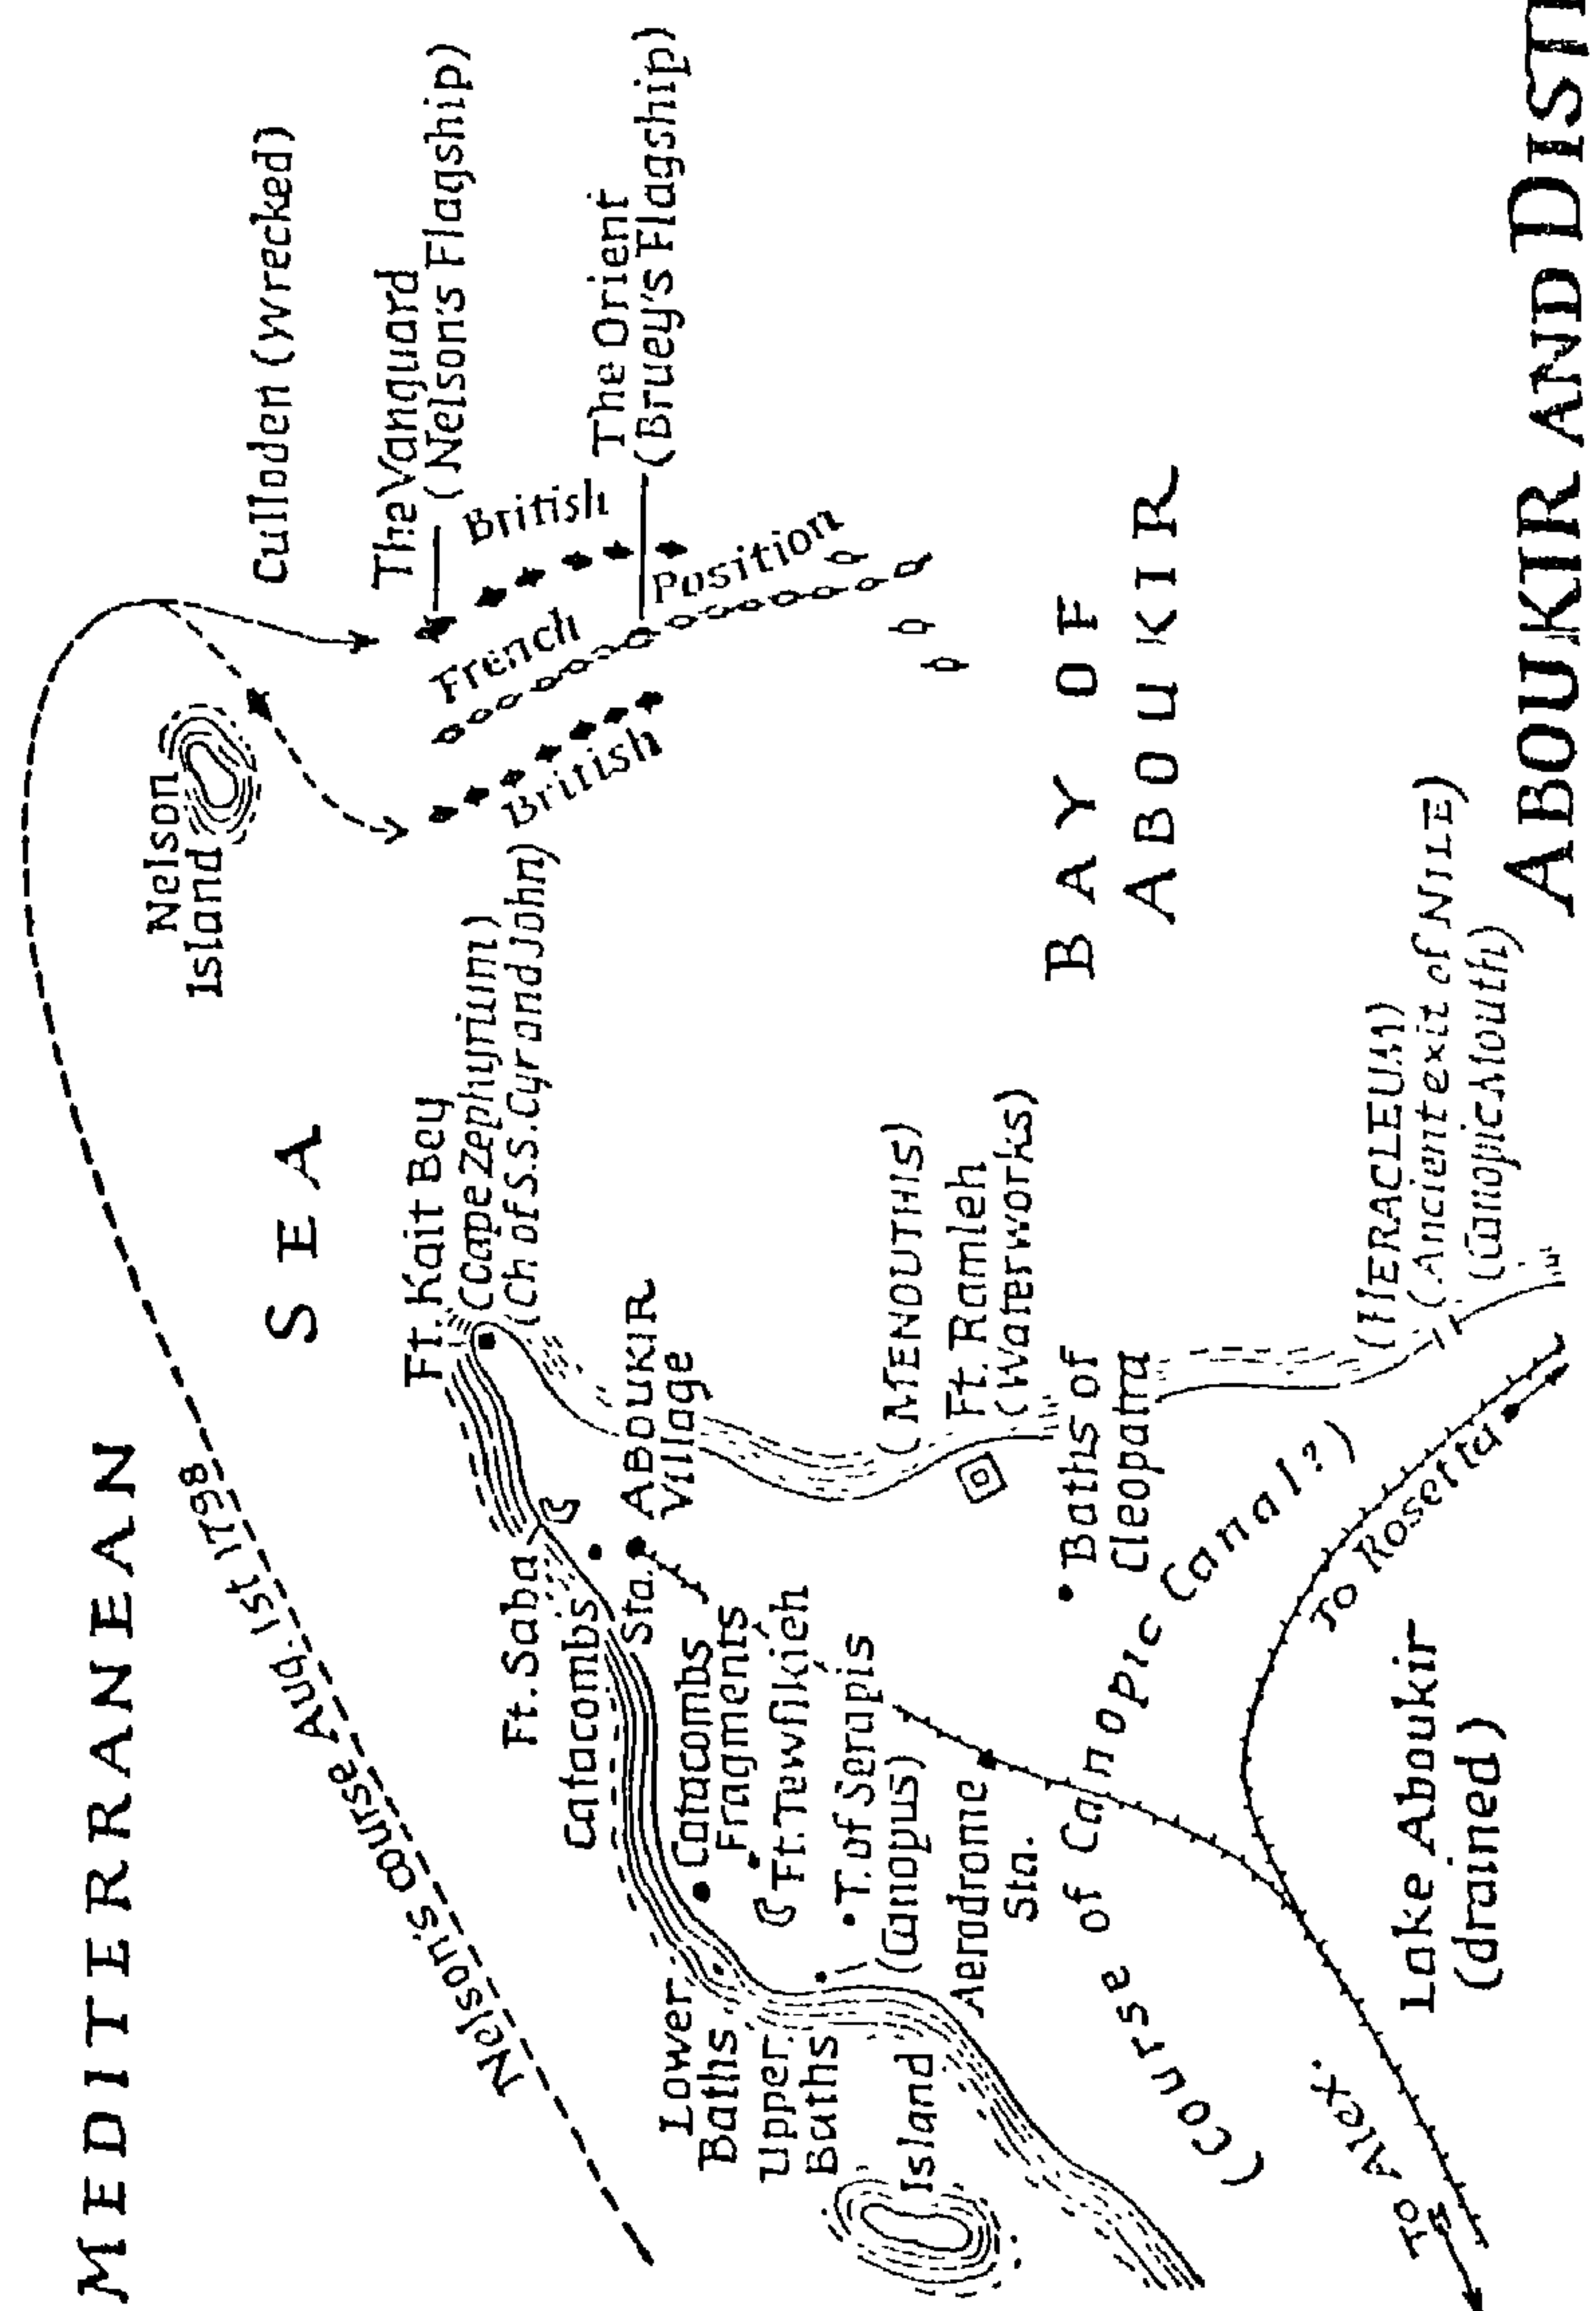 MEDITERRANEAN
SEA
Nelson's course Aug. 1st 1798
Nelson
Island
Culloden (wrecked)
The Vanguard
(Nelson's Flagship)
British
French
Position
British
The Orient
(Bruey's Flagship)
Ft. Kait Bey
(Cape Zephyrium)
(Ch of S.S. Cyr and John)
Ft. Saba
Catacombs
Sta.
ABOUKIR
Village
Catacombs
Fragments
Ft. Tewfikieh
T. of Serapis
(Canopus)
Lower
Baths
Upper
Baths
Island
Aerodrome
Sta.
(MENOUTHIS)
Ft. Ramleh
(Waterworks)
Baths of
Cleopatra
BAY OF
ABOUKIR
(HERACLEUM)
(Ancient exit of NILE)
(Canopic Mouth)
(Course of Canopic Canal?)
To Rosetta
To Alex.
Lake Aboukir
(drained)
ABOUKIR AND